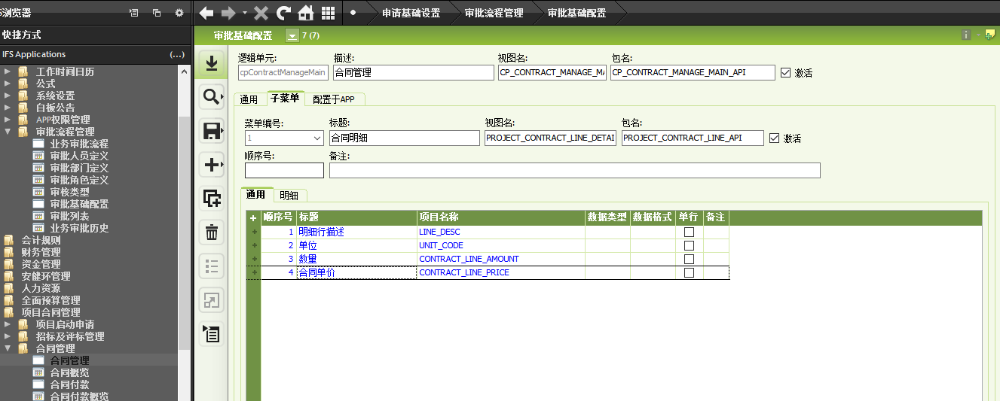 浏览器
申请基础设置 审批流程管理 审批基础配置
快捷方式
审批基础配置 7 (7)
IFS Applications (...)
工作时间日历
公式
系统设置
白板公告
APP权限管理
审批流程管理
业务审批流程
审批人员定义
审批部门定义
审批角色定义
审核类型
审批基础配置
审批列表
业务审批历史
会计规则
财务管理
资金管理
安健环管理
人力资源
全面预算管理
项目合同管理
项目启动申请
招标及评标管理
合同管理
合同管理
合同概览
合同付款
合同付款概览
逻辑单元: 描述: 视图名: 包名:
cpContractManageMain 合同管理 CP_CONTRACT_MANAGE_MA CP_CONTRACT_MANAGE_MAIN_API 激活
通用 子菜单 配置于APP
菜单编号: 标题: 视图名: 包名:
1 合同明细 PROJECT_CONTRACT_LINE_DETAI PROJECT_CONTRACT_LINE_API 激活
顺序号: 备注:
通用 明细
+ 顺序号 标题 项目名称 数据类型 数据格式 单行 备注
+ 1 明细行描述 LINE_DESC
+ 2 单位 UNIT_CODE
+ 3 数量 CONTRACT_LINE_AMOUNT
+ 4 合同单价 CONTRACT_LINE_PRICE